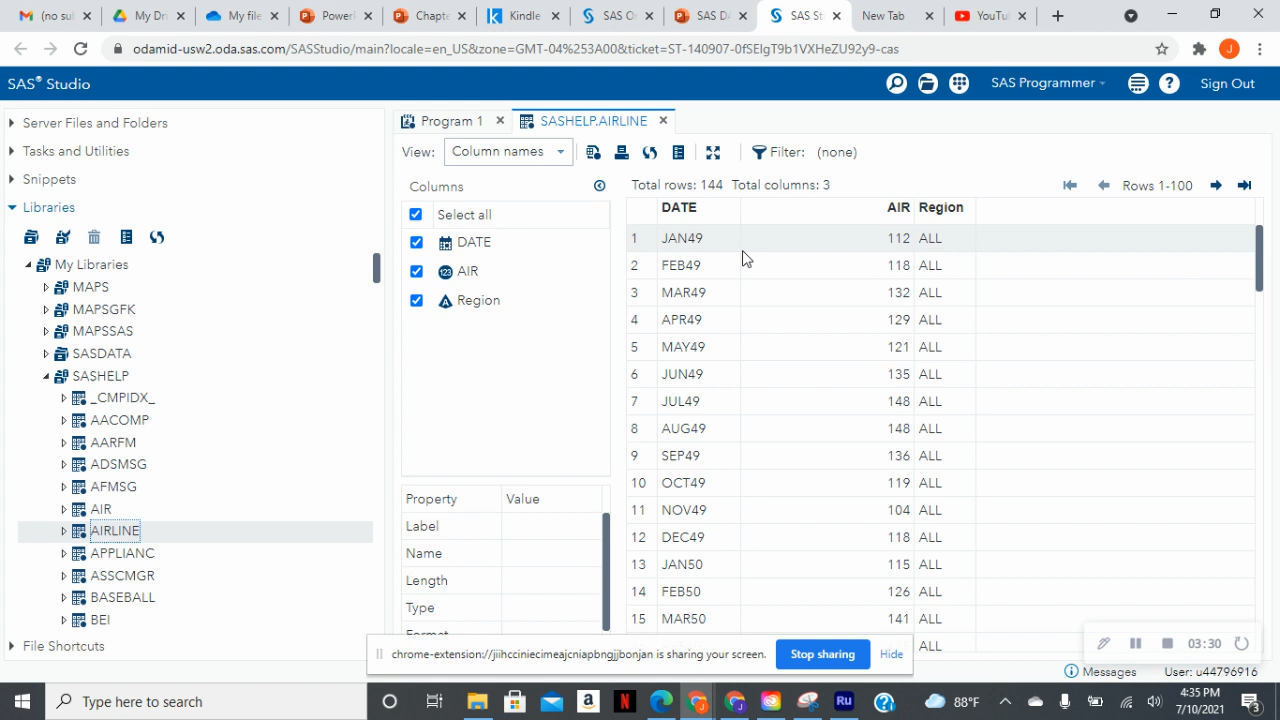 (no su
My Dr
My file
PowerP
Chapte
Kindle
SAS O
SAS Da
SAS St
New Tab
YouTu
odamid-usw2.oda.sas.com/SASStudio/main?locale=en_US&zone=GMT-04%253A00&ticket=ST-140907-0fSElgT9b1VXHeZU92y9-cas
J
SAS® Studio
SAS Programmer
Sign Out
Server Files and Folders
Tasks and Utilities
Snippets
Libraries
My Libraries
MAPS
MAPSGFK
MAPSSAS
SASDATA
SASHELP
_CMPIDX_
AACOMP
AARFM
ADSMSG
AFMSG
AIR
AIRLINE
APPLIANC
ASSCMGR
BASEBALL
BEI
File Shortcuts
Program 1
SASHELP.AIRLINE
View: Column names
Filter: (none)
Columns
Select all
DATE
AIR
Region
Property Value
Label
Name
Length
Type
Format
Total rows: 144 Total columns: 3
Rows 1-100
DATE AIR Region
1 JAN49 112 ALL
2 FEB49 118 ALL
3 MAR49 132 ALL
4 APR49 129 ALL
5 MAY49 121 ALL
6 JUN49 135 ALL
7 JUL49 148 ALL
8 AUG49 148 ALL
9 SEP49 136 ALL
10 OCT49 119 ALL
11 NOV49 104 ALL
12 DEC49 118 ALL
13 JAN50 115 ALL
14 FEB50 126 ALL
15 MAR50 141 ALL
ALL
03:30
chrome-extension://jiihcciniecimeajcniapbngjjbonjan is sharing your screen.
Stop sharing
Hide
Messages
User: u44796916
Type here to search
88°F
4:35 PM
7/10/2021
3